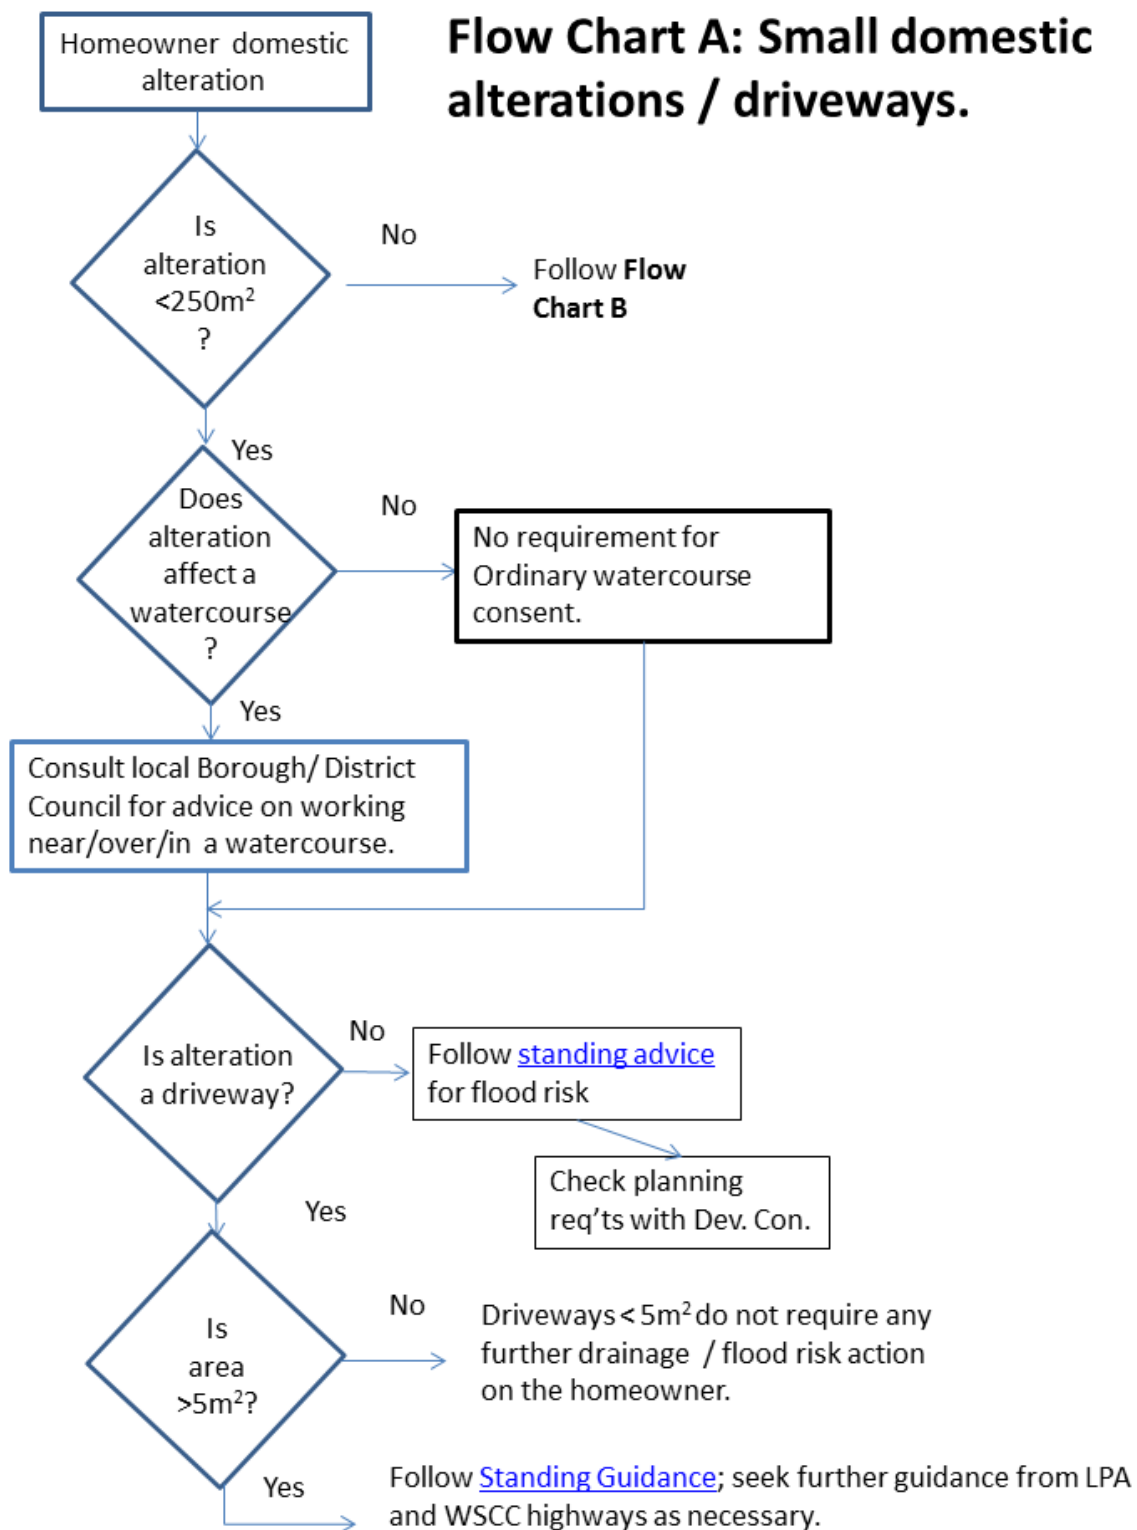 Flow Chart A: Small domestic
alterations / driveways.
Homeowner domestic
alteration
Is
alteration
<250m²
?
No
Follow Flow
Chart B
Yes
Does
alteration
affect a
watercourse
?
No
No requirement for
Ordinary watercourse
consent.
Yes
Consult local Borough/ District
Council for advice on working
near/over/in a watercourse.
Is alteration
a driveway?
No
Follow standing advice
for flood risk
Check planning
req'ts with Dev. Con.
Yes
Is
area
>5m²?
No
Driveways < 5m² do not require any
further drainage / flood risk action
on the homeowner.
Yes
Follow Standing Guidance; seek further guidance from LPA
and WSCC highways as necessary.